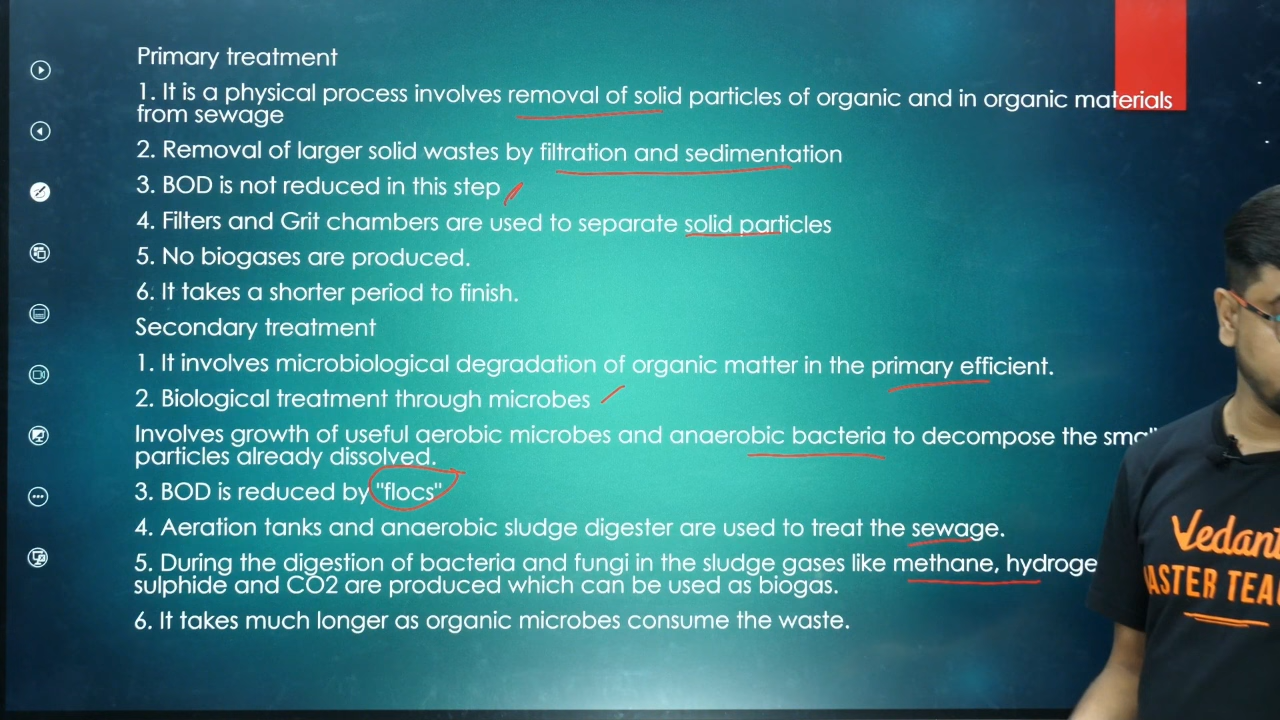 Primary treatment
1. It is a physical process involves removal of solid particles of organic and in organic materials
from sewage
2. Removal of larger solid wastes by filtration and sedimentation
3. BOD is not reduced in this step
4. Filters and Grit chambers are used to separate solid particles
5. No biogases are produced.
6. It takes a shorter period to finish.
Secondary treatment
1. It involves microbiological degradation of organic matter in the primary efficient.
2. Biological treatment through microbes
Involves growth of useful aerobic microbes and anaerobic bacteria to decompose the small
particles already dissolved.
3. BOD is reduced by "flocs"
4. Aeration tanks and anaerobic sludge digester are used to treat the sewage.
5. During the digestion of bacteria and fungi in the sludge gases like methane, hydroge
sulphide and CO2 are produced which can be used as biogas.
6. It takes much longer as organic microbes consume the waste.
Vedant
ASTER TEA